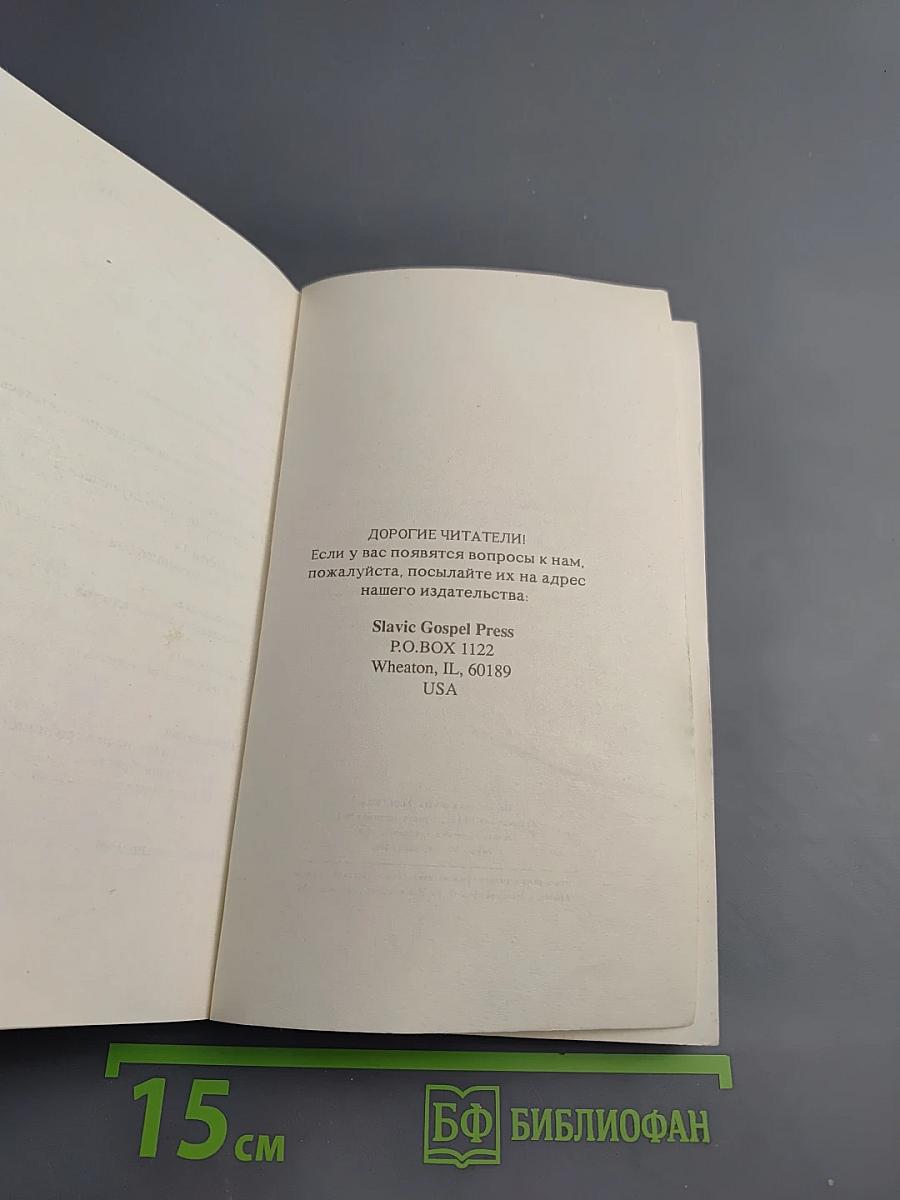 ДОРОГИЕ ЧИТАТЕЛИ!
Если у вас появятся вопросы к нам,
пожалуйста, посылайте их на адрес
нашего издательства:
Slavic Gospel Press
P.O.BOX 1122
Wheaton, IL, 60189
USA
15 см
БФ БИБЛИОФАН